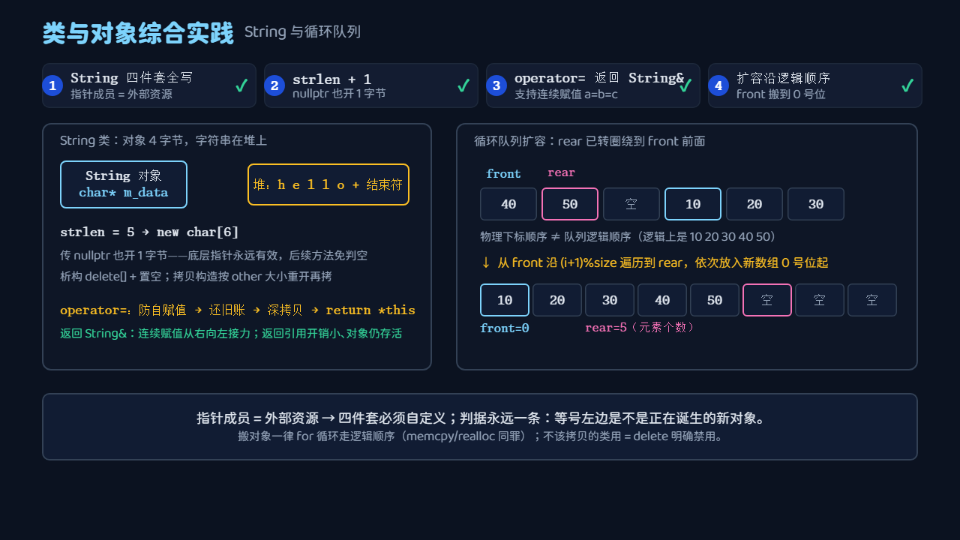 类与对象综合实践 String 与循环队列
1 String 四件套全写 ✓
指针成员 = 外部资源
2 strlen + 1 ✓
nullptr 也开 1 字节
3 operator= 返回 String& ✓
支持连续赋值 a=b=c
4 扩容沿逻辑顺序 ✓
front 搬到 0 号位
String 类：对象 4 字节，字符串在堆上
String 对象
char* m_data
堆：h e l l o + 结束符
strlen = 5 → new char[6]
传 nullptr 也开 1 字节——底层指针永远有效，后续方法免判空
析构 delete[] + 置空；拷贝构造按 other 大小重开再拷
operator=：防自赋值 → 还旧账 → 深拷贝 → return *this
返回 String&：连续赋值从右向左接力；返回引用开销小、对象仍存活
循环队列扩容：rear 已转圈绕到 front 前面
front rear
40 50 空 10 20 30
物理下标顺序 ≠ 队列逻辑顺序（逻辑上是 10 20 30 40 50）
↓ 从 front 沿 (i+1)%size 遍历到 rear，依次放入新数组 0 号位起
10 20 30 40 50 空 空 空
front=0 rear=5（元素个数）
指针成员 = 外部资源 → 四件套必须自定义；判据永远一条：等号左边是不是正在诞生的新对象。
搬对象一律 for 循环走逻辑顺序（memcpy/realloc 同罪）；不该拷贝的类用 = delete 明确禁用。